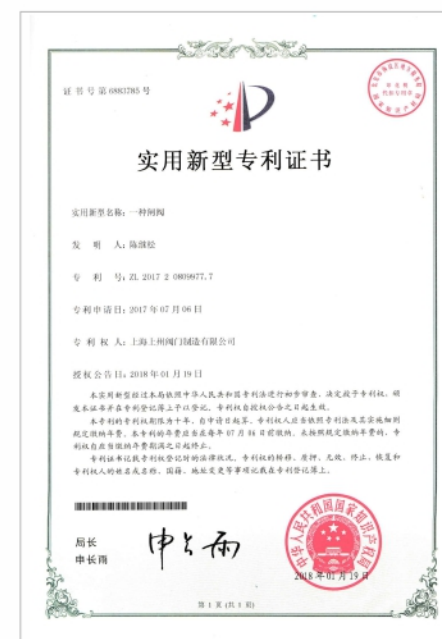 证书号第6883785号
实用新型专利证书
实用新型名称：一种闸阀
发 明 人：陈继松
专 利 号：ZL 2017 2 0809977.7
专利申请日：2017年07月06日
专 利 权 人：上海上州阀门制造有限公司
授权公告日：2018年01月19日
本实用新型经过本局依照中华人民共和国专利法进行初步审查，决定授予专利权，颁
发本证书并在专利登记簿上予以登记。专利权自授权公告之日起生效。
本专利的专利权期限为十年，自申请日起算。专利权人应当依照专利法及其实施细则
规定缴纳年费。本专利的年费应当在每年07月06日前缴纳。未按照规定缴纳年费的，专
利权自应当缴纳年费期满之日起终止。
专利证书记载专利权登记时的法律状况。专利权的转移、质押、无效、终止、恢复和
专利权人的姓名或名称、国籍、地址变更等事项记载在专利登记簿上。
局长
申长雨
申长雨
中华人民共和国国家知识产权局
2018年01月19日
第 1 页 (共 1 页)